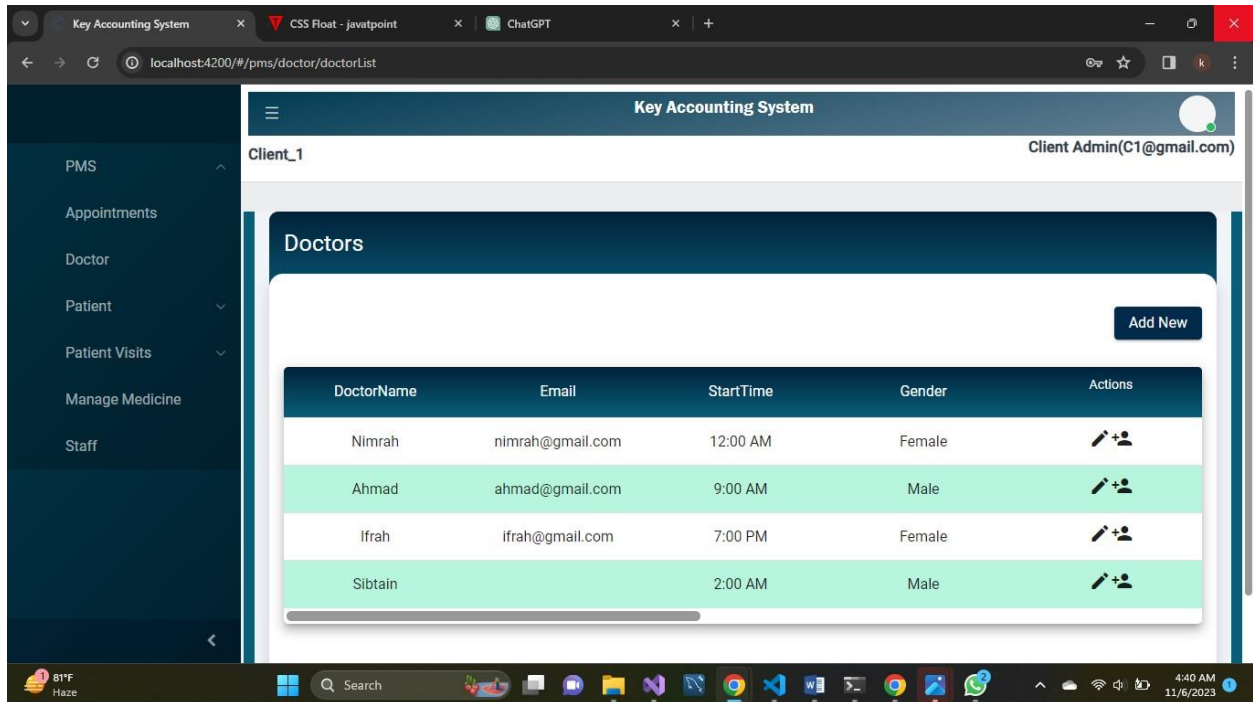 Key Accounting System
CSS Float - javatpoint
ChatGPT
localhost:4200/#/pms/doctor/doctorList
k
Key Accounting System
Client_1
Client Admin(C1@gmail.com)
PMS
Appointments
Doctor
Patient
Patient Visits
Manage Medicine
Staff
Doctors
Add New
DoctorName Email StartTime Gender Actions
Nimrah nimrah@gmail.com 12:00 AM Female
Ahmad ahmad@gmail.com 9:00 AM Male
Ifrah ifrah@gmail.com 7:00 PM Female
Sibtain 2:00 AM Male
1
81°F
Haze
Search
2
4:40 AM
11/6/2023
1